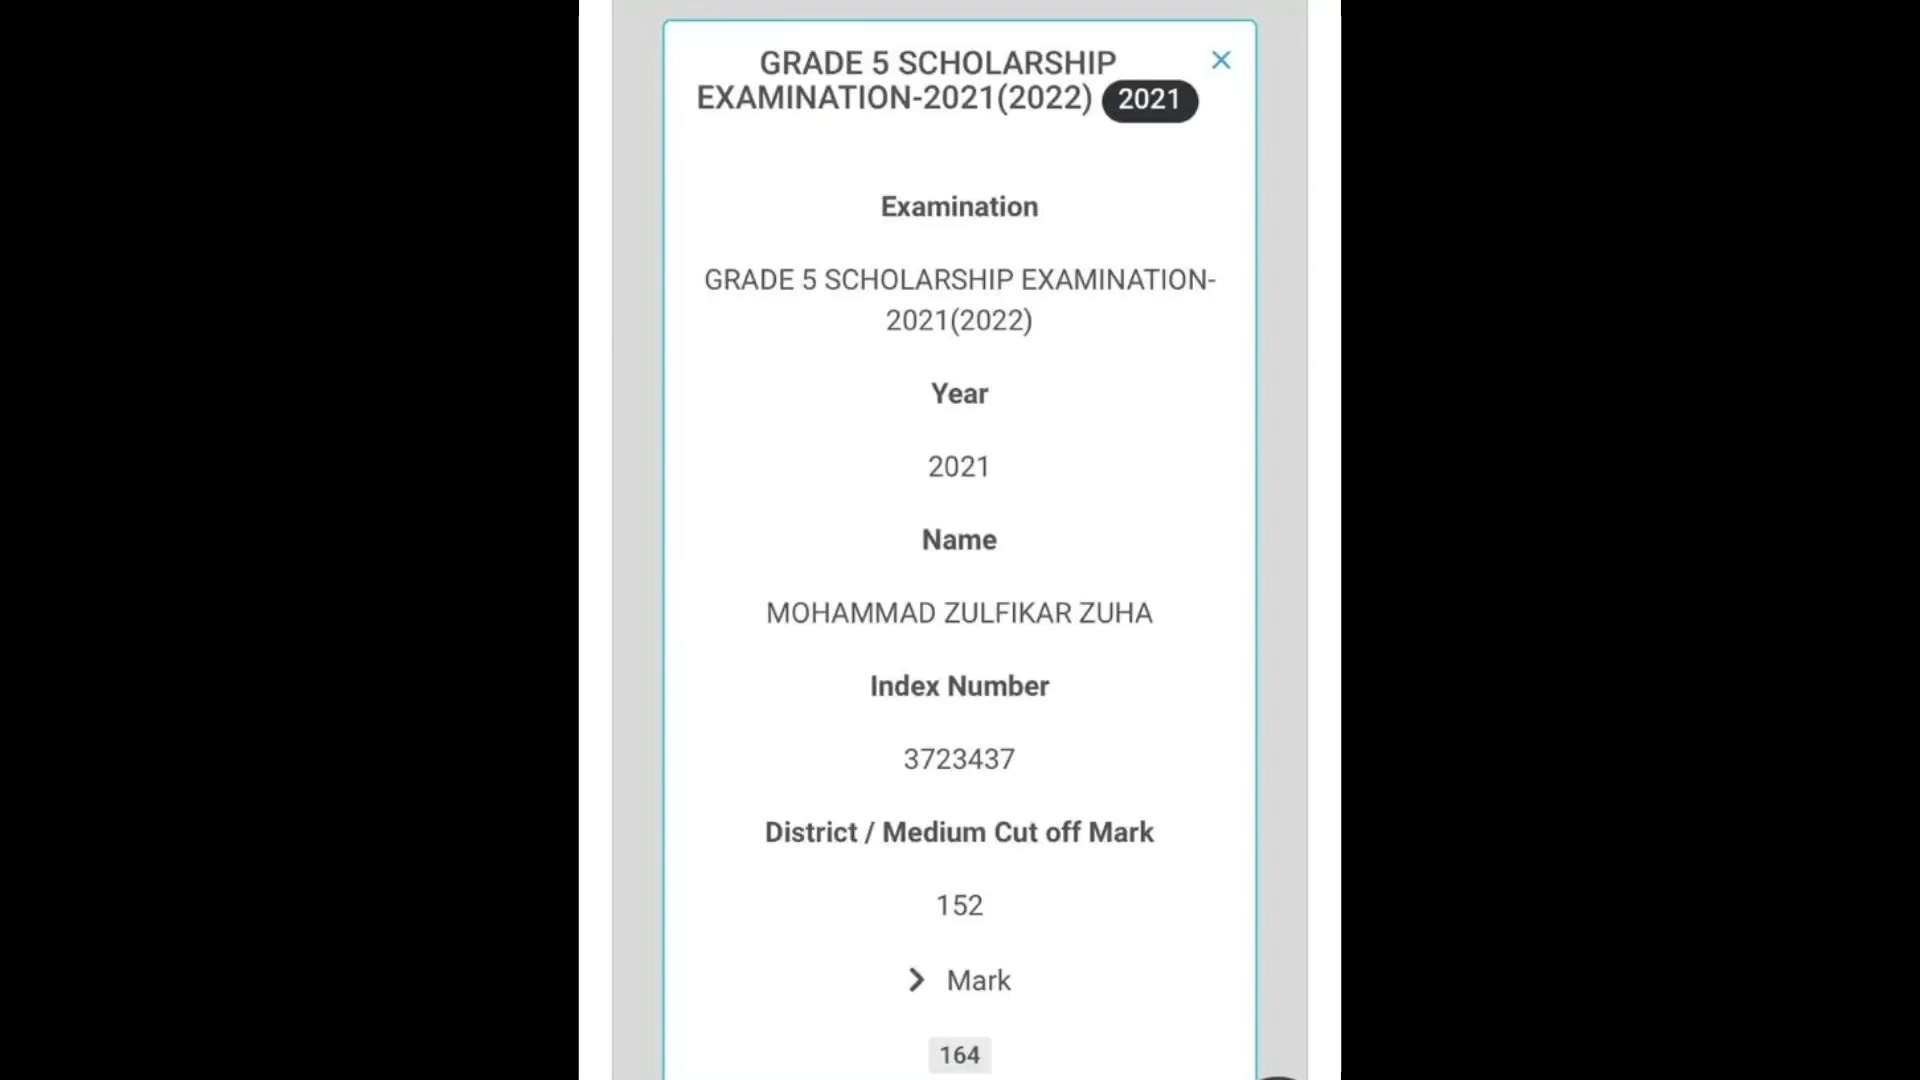 GRADE 5 SCHOLARSHIP
EXAMINATION-2021(2022) 2021
Examination
GRADE 5 SCHOLARSHIP EXAMINATION-
2021(2022)
Year
2021
Name
MOHAMMAD ZULFIKAR ZUHA
Index Number
3723437
District / Medium Cut off Mark
152
Mark
164